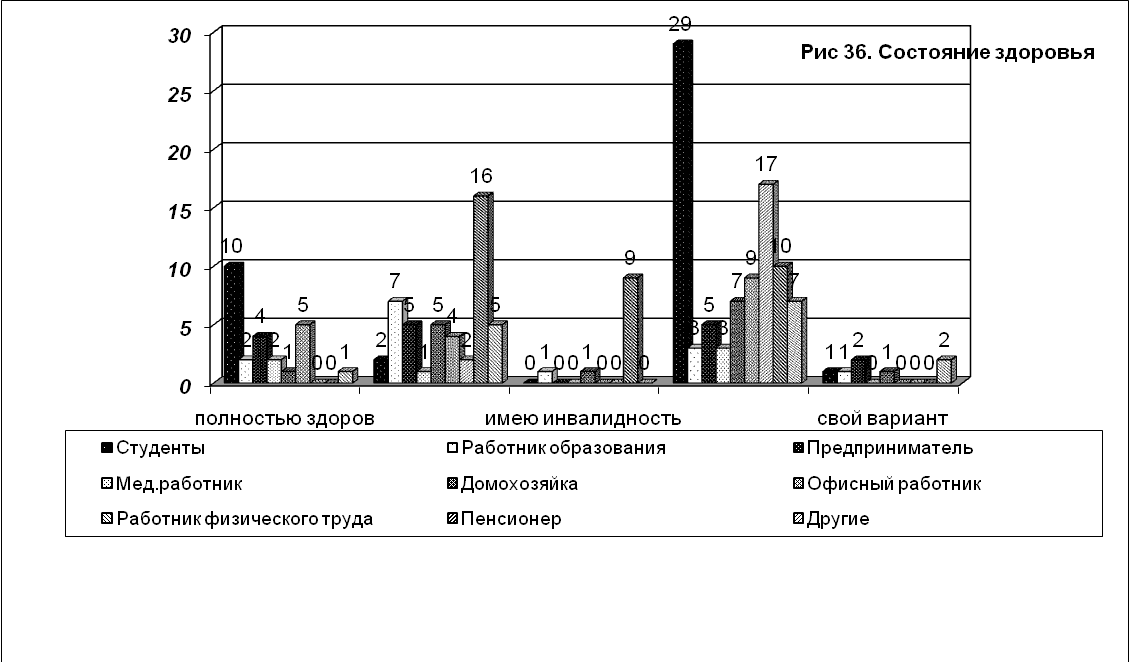 Рис 36. Состояние здоровья
30
25
20
15
10
5
0
10 2 4 2 1 5 0 0 1
2 7 5 1 5 4 2 16 5
0 1 0 0 1 0 0 9 0
29 3 5 3 7 9 17 10 7
1 1 2 0 1 0 0 0 2
полностью здоров имею инвалидность свой вариант
Студенты Работник образования Предприниматель
Мед.работник Домохозяйка Офисный работник
Работник физического труда Пенсионер Другие